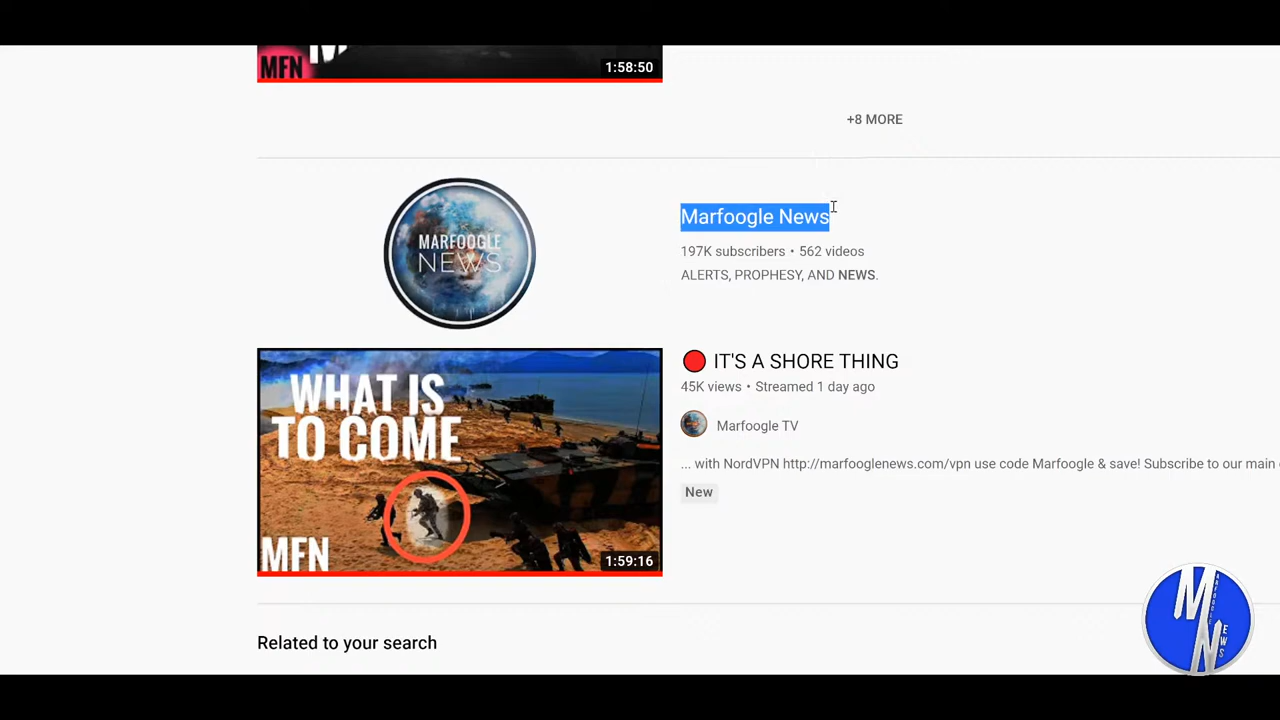 MFN
1:58:50
+8 MORE
MARFOOGLE
NEWS
Marfoogle News
197K subscribers • 562 videos
ALERTS, PROPHESY, AND NEWS.
WHAT IS
TO COME
MFN
1:59:16
🔴 IT'S A SHORE THING
45K views • Streamed 1 day ago
Marfoogle TV
... with NordVPN http://marfooglenews.com/vpn use code Marfoogle & save! Subscribe to our main
New
Related to your search
M
N
EWS